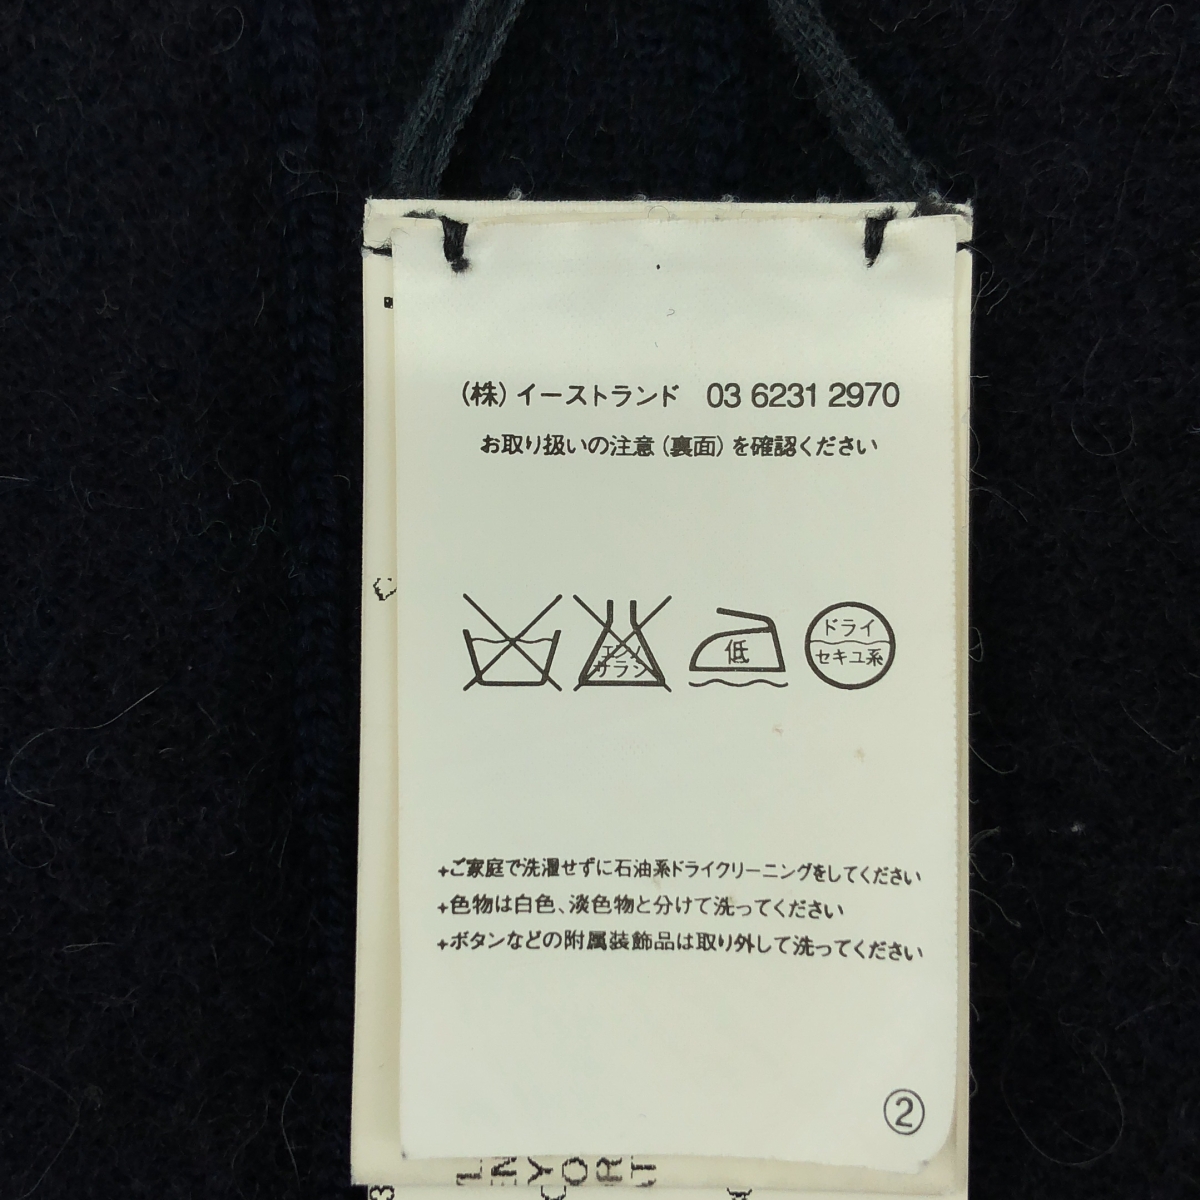 (株) イーストランド 03 6231 2970
お取り扱いの注意 (裏面) を確認ください
エンソ
サラシ
低
ドライ
セキユ系
+ご家庭で洗濯せずに石油系ドライクリーニングをしてください
+色物は白色、淡色物と分けて洗ってください
+ボタンなどの附属装飾品は取り外して洗ってください
②